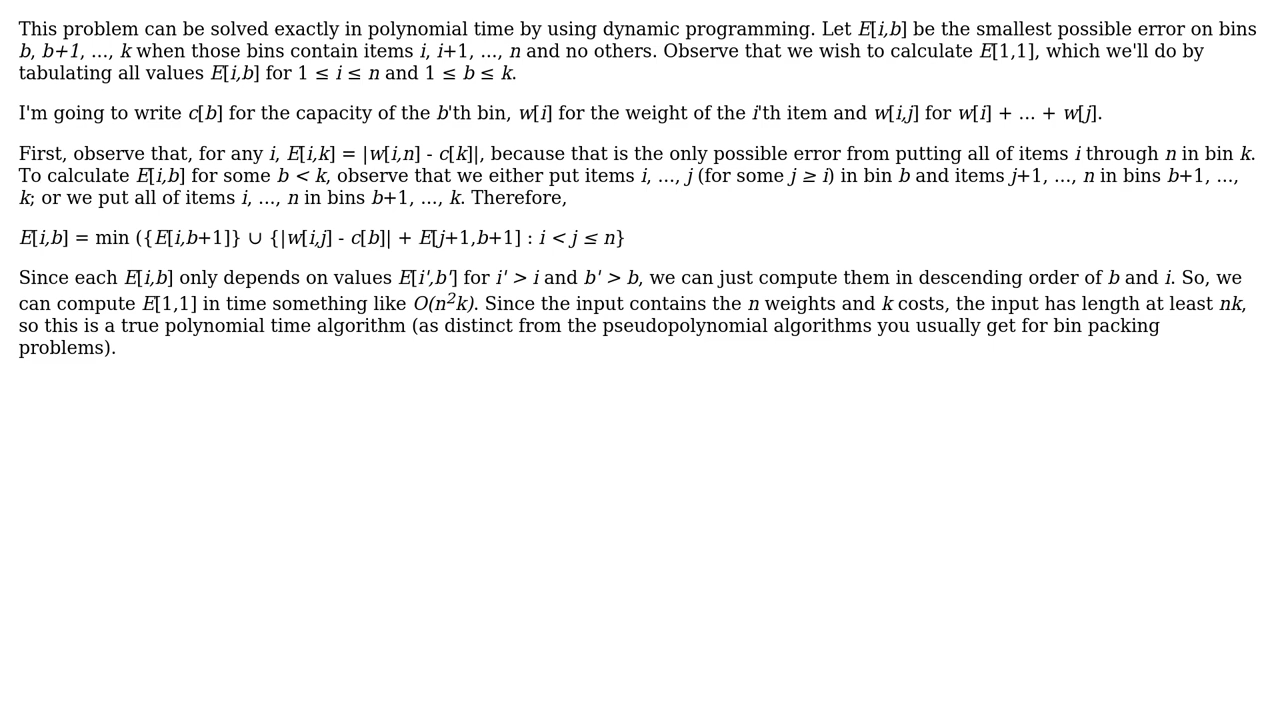 This problem can be solved exactly in polynomial time by using dynamic programming. Let E[i,b] be the smallest possible error on bins
b, b+1, ..., k when those bins contain items i, i+1, ..., n and no others. Observe that we wish to calculate E[1,1], which we'll do by
tabulating all values E[i,b] for 1 ≤ i ≤ n and 1 ≤ b ≤ k.
I'm going to write c[b] for the capacity of the b'th bin, w[i] for the weight of the i'th item and w[i,j] for w[i] + ... + w[j].
First, observe that, for any i, E[i,k] = |w[i,n] - c[k]|, because that is the only possible error from putting all of items i through n in bin k.
To calculate E[i,b] for some b < k, observe that we either put items i, ..., j (for some j ≥ i) in bin b and items j+1, ..., n in bins b+1, ...,
k; or we put all of items i, ..., n in bins b+1, ..., k. Therefore,
E[i,b] = min ({E[i,b+1]} ∪ {|w[i,j] - c[b]| + E[j+1,b+1] : i < j ≤ n}
Since each E[i,b] only depends on values E[i',b'] for i' > i and b' > b, we can just compute them in descending order of b and i. So, we
can compute E[1,1] in time something like O(n²k). Since the input contains the n weights and k costs, the input has length at least nk,
so this is a true polynomial time algorithm (as distinct from the pseudopolynomial algorithms you usually get for bin packing
problems).